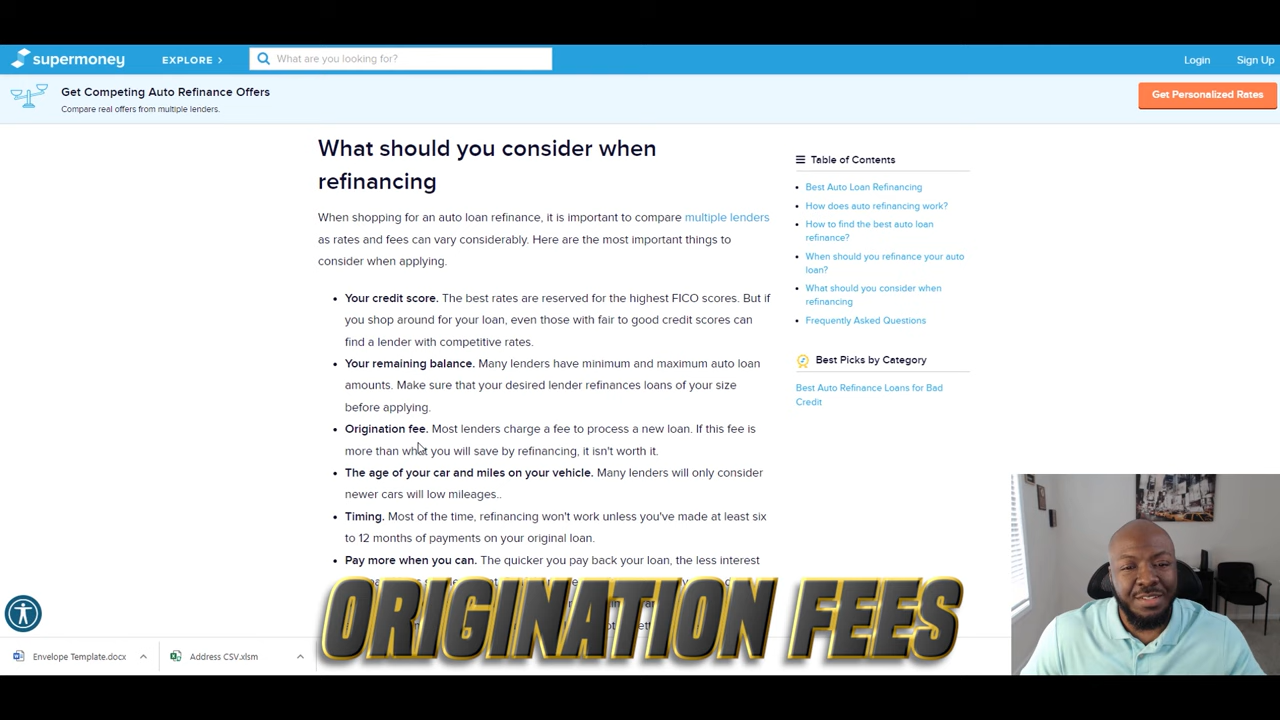 supermoney
EXPLORE >
What are you looking for?
Login
Sign Up
Get Competing Auto Refinance Offers
Compare real offers from multiple lenders.
Get Personalized Rates
What should you consider when
refinancing
When shopping for an auto loan refinance, it is important to compare multiple lenders
as rates and fees can vary considerably. Here are the most important things to
consider when applying.
• Your credit score. The best rates are reserved for the highest FICO scores. But if
you shop around for your loan, even those with fair to good credit scores can
find a lender with competitive rates.
• Your remaining balance. Many lenders have minimum and maximum auto loan
amounts. Make sure that your desired lender refinances loans of your size
before applying.
• Origination fee. Most lenders charge a fee to process a new loan. If this fee is
more than what you will save by refinancing, it isn't worth it.
• The age of your car and miles on your vehicle. Many lenders will only consider
newer cars will low mileages..
• Timing. Most of the time, refinancing won't work unless you've made at least six
to 12 months of payments on your original loan.
• Pay more when you can. The quicker you pay back your loan, the less interest
Table of Contents
• Best Auto Loan Refinancing
• How does auto refinancing work?
• How to find the best auto loan
refinance?
• When should you refinance your auto
loan?
• What should you consider when
refinancing
• Frequently Asked Questions
Best Picks by Category
Best Auto Refinance Loans for Bad
Credit
ORIGINATION FEES
Envelope Template.docx
Address CSV.xlsm